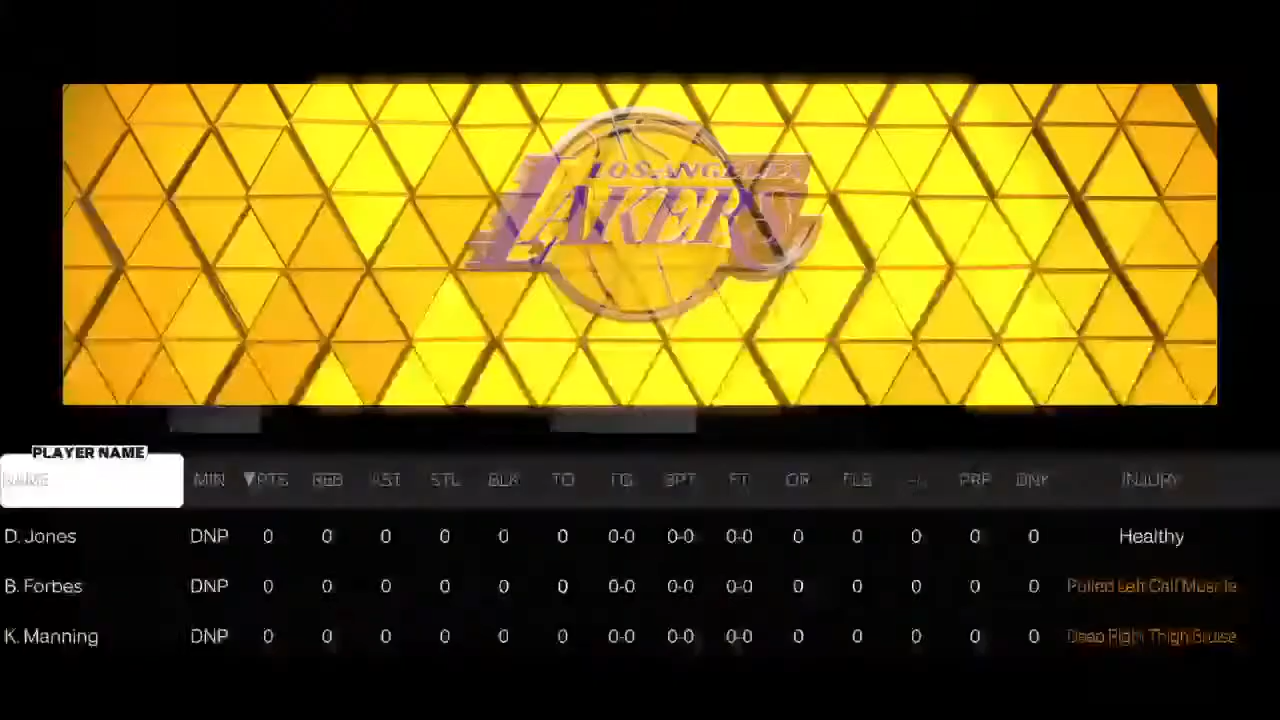 LOS ANGELES
LAKERS
PLAYER NAME
NAME MIN ▼PTS REB AST STL BLK TO FG 3PT FT OR FLS +/- PRF DNK INJURY
D. Jones DNP 0 0 0 0 0 0 0-0 0-0 0-0 0 0 0 0 0 Healthy
B. Forbes DNP 0 0 0 0 0 0 0-0 0-0 0-0 0 0 0 0 0 Pulled Left Calf Muscle
K. Manning DNP 0 0 0 0 0 0 0-0 0-0 0-0 0 0 0 0 0 Deep Right Thigh Bruise